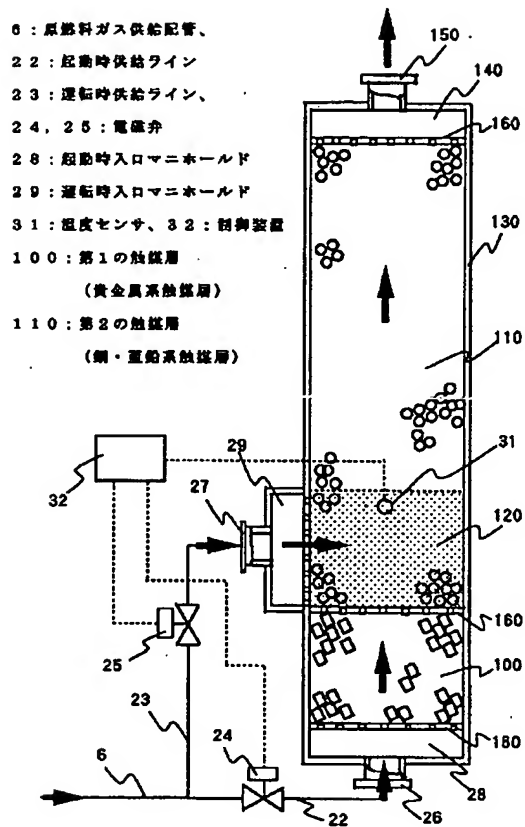 6：原燃料ガス供給配管、
22：起動時供給ライン
23：運転時供給ライン、
24，25：電磁弁
28：起動時入口マニホールド
29：運転時入口マニホールド
31：温度センサ、32：制御装置
100：第1の触媒層
（貴金属系触媒層）
110：第2の触媒層
（銅・亜鉛系触媒層）
150
140
160
130
110
29
31
32
27
120
160
25
100
23
24
180
6
22
26
28